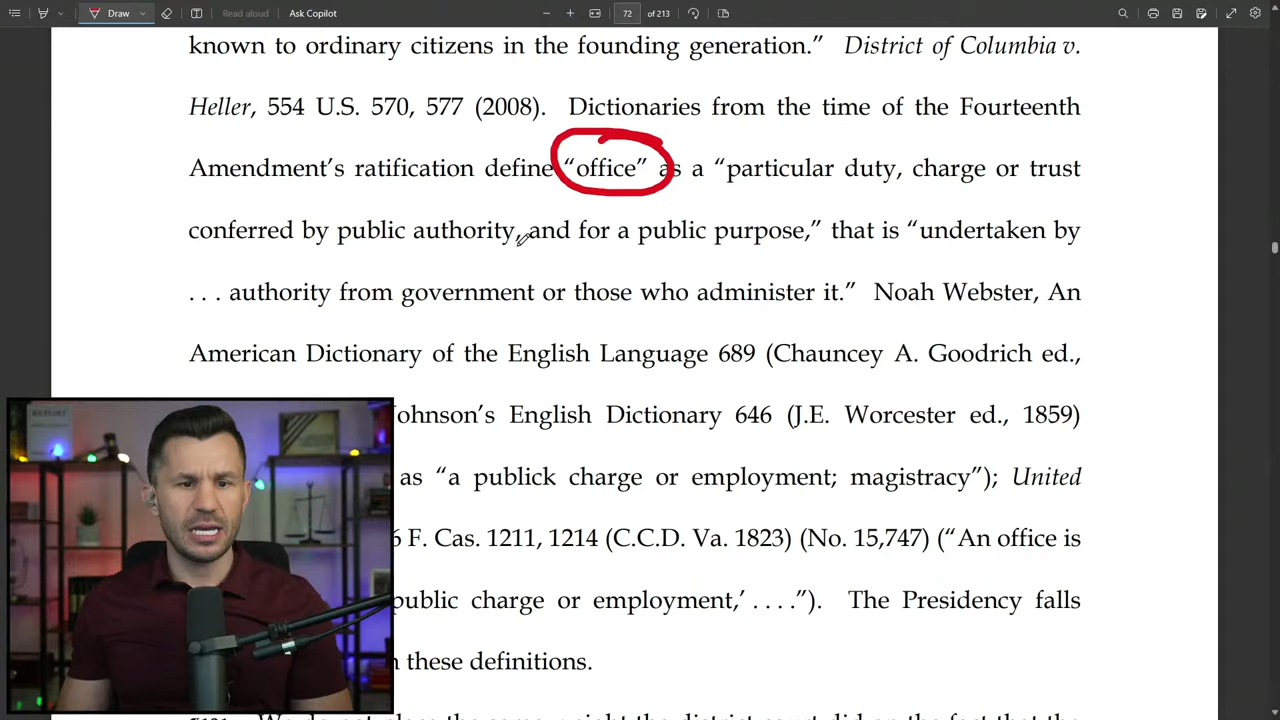 Draw
Read aloud
Ask Copilot
72 of 213
known to ordinary citizens in the founding generation.” District of Columbia v.
Heller, 554 U.S. 570, 577 (2008). Dictionaries from the time of the Fourteenth
Amendment’s ratification define “office” as a “particular duty, charge or trust
conferred by public authority, and for a public purpose,” that is “undertaken by
. . . authority from government or those who administer it.” Noah Webster, An
American Dictionary of the English Language 689 (Chauncey A. Goodrich ed.,
Johnson’s English Dictionary 646 (J.E. Worcester ed., 1859)
as “a publick charge or employment; magistracy”); United
6 F. Cas. 1211, 1214 (C.C.D. Va. 1823) (No. 15,747) (“An office is
public charge or employment,’ . . . .”). The Presidency falls
these definitions.